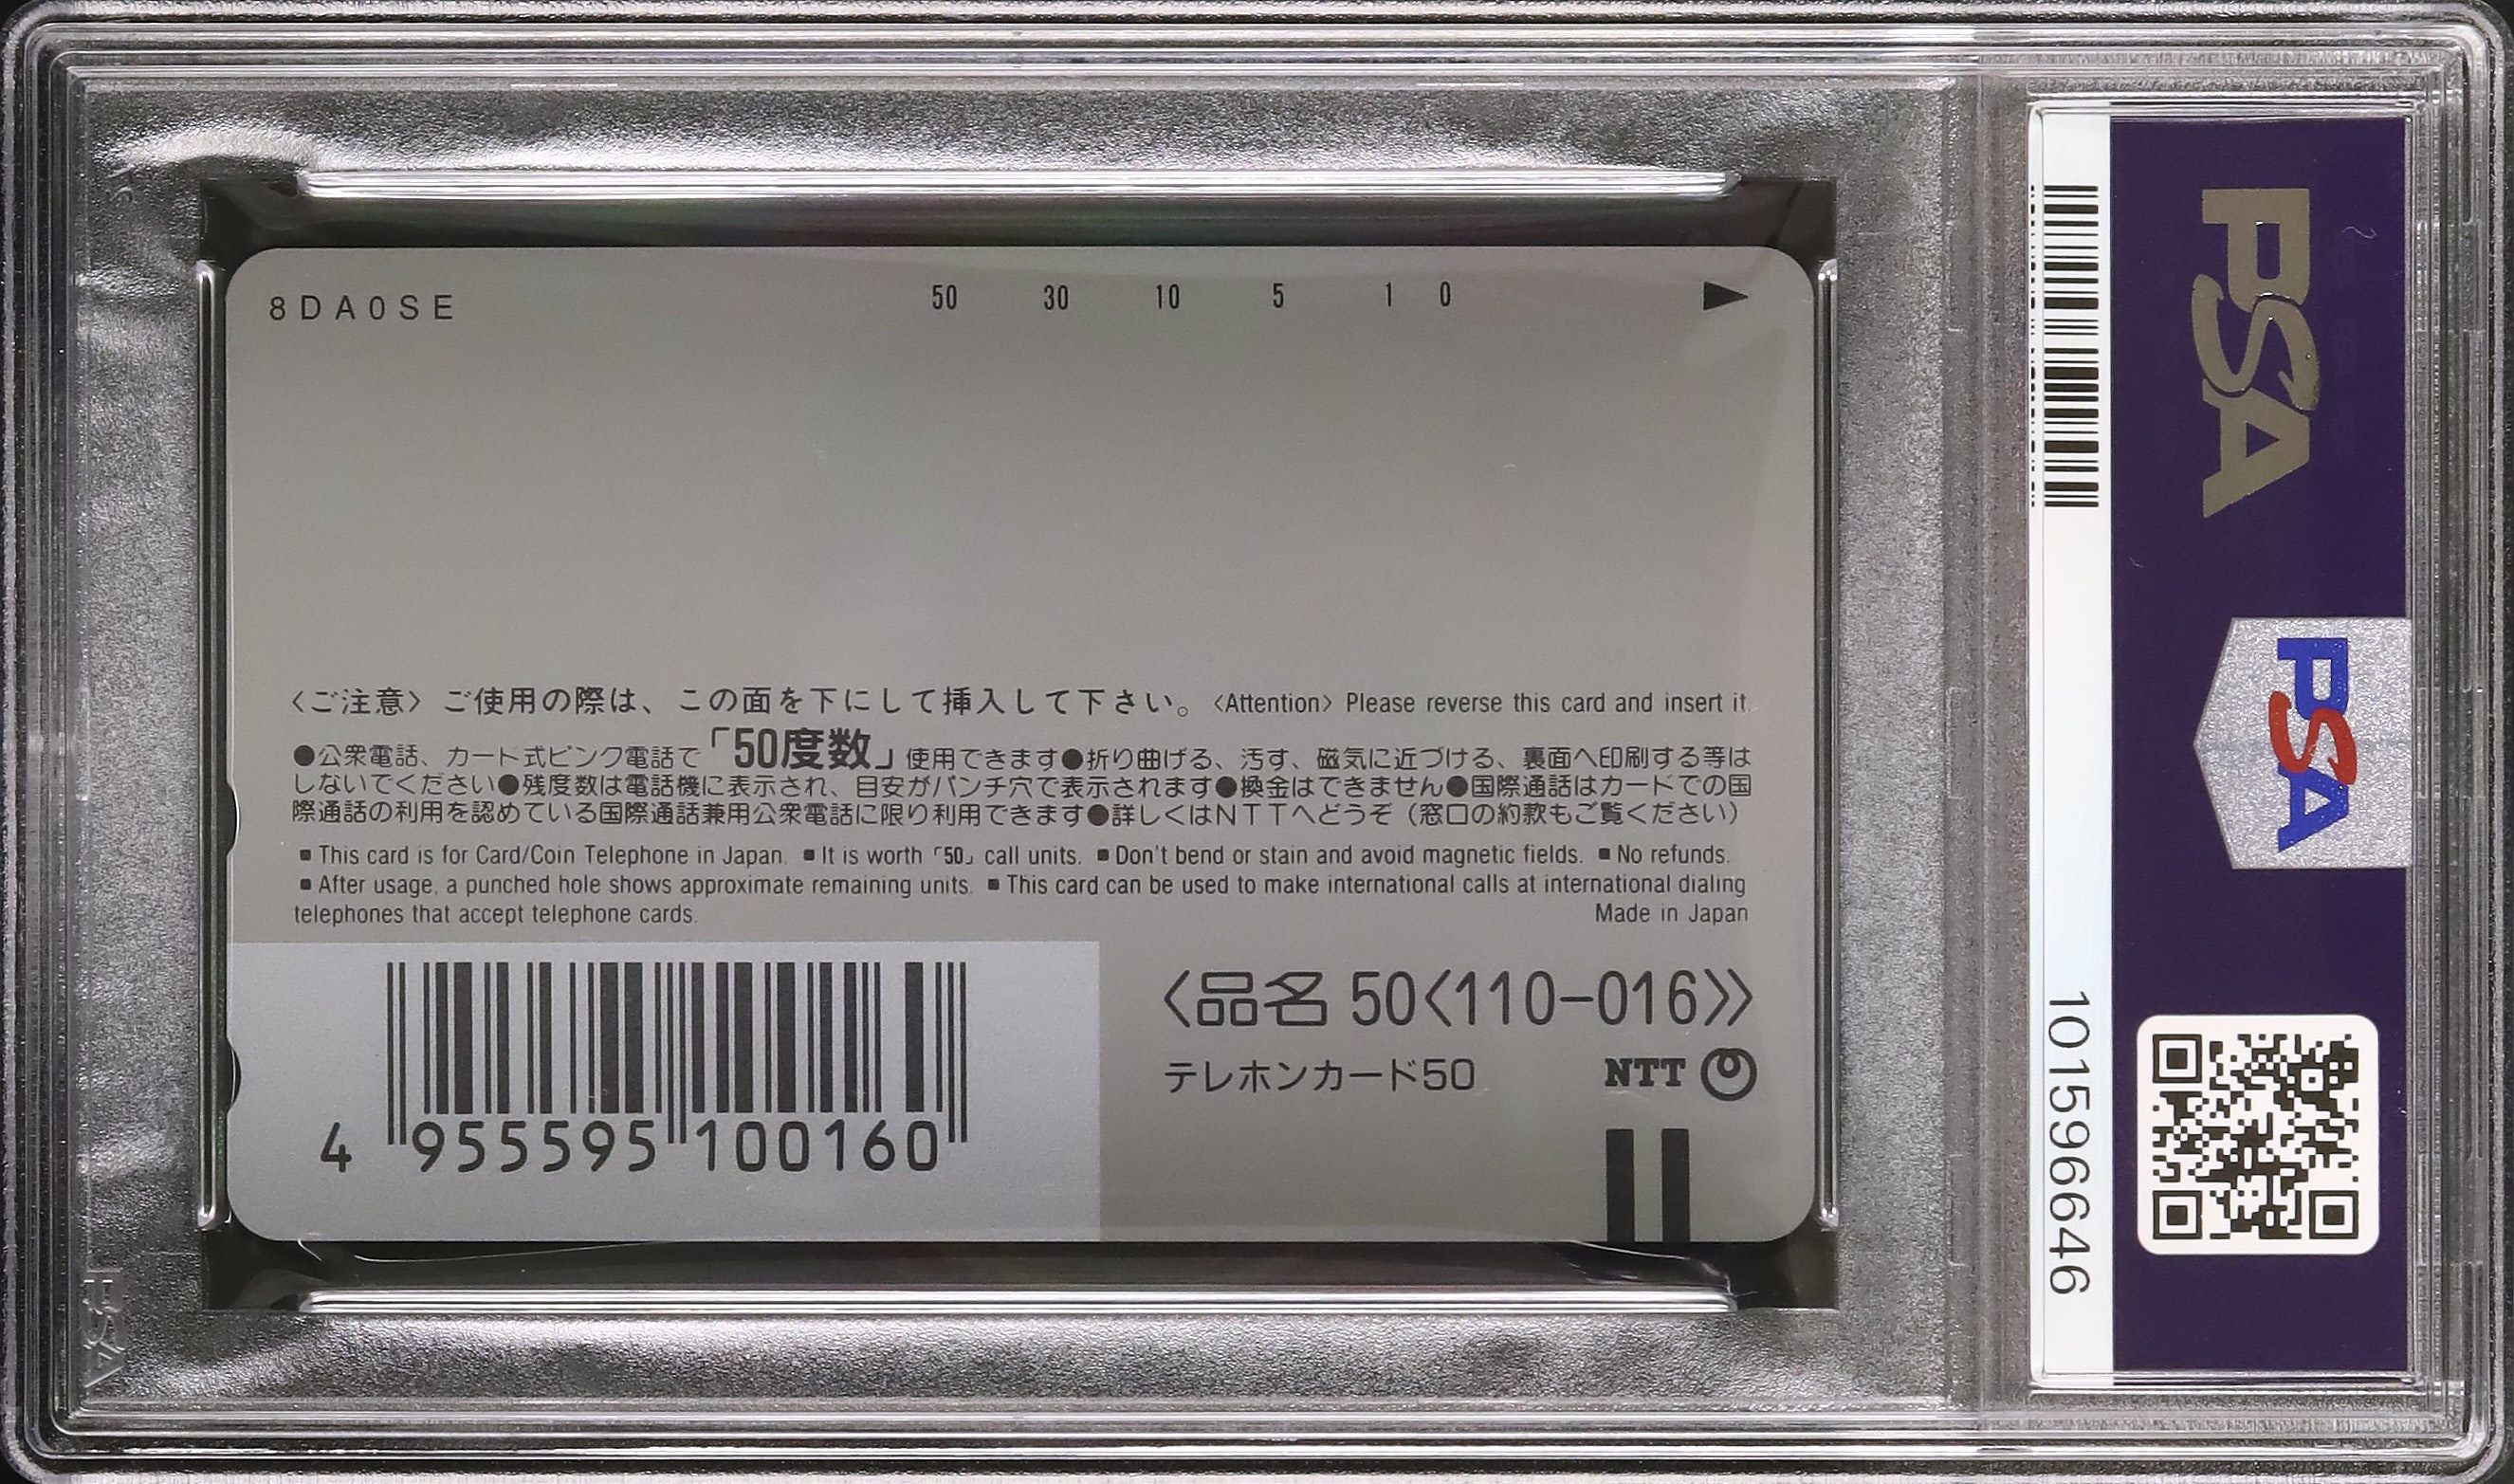 8DA0SE
50 30 10 5 1 0
〈ご注意〉ご使用の際は、この面を下にして挿入して下さい。〈Attention〉Please reverse this card and insert it.
●公衆電話、カード式ピンク電話で「50度数」使用できます●折り曲げる、汚す、磁気に近づける、裏面へ印刷する等は
しないでください●残度数は電話機に表示され、目安がパンチ穴で表示されます●換金はできません●国際通話はカードでの国
際通話の利用を認めている国際通話兼用公衆電話に限り利用できます●詳しくはNTTへどうぞ（窓口の約款もご覧ください）
■This card is for Card/Coin Telephone in Japan. ■It is worth「50」call units. ■Don't bend or stain and avoid magnetic fields. ■No refunds.
■After usage, a punched hole shows approximate remaining units. ■This card can be used to make international calls at international dialing
telephones that accept telephone cards.
Made in Japan
4 955595 100160
〈品名 50〈110-016〉〉
テレホンカード50
NTT
PSA
PSA
101596646
PSA